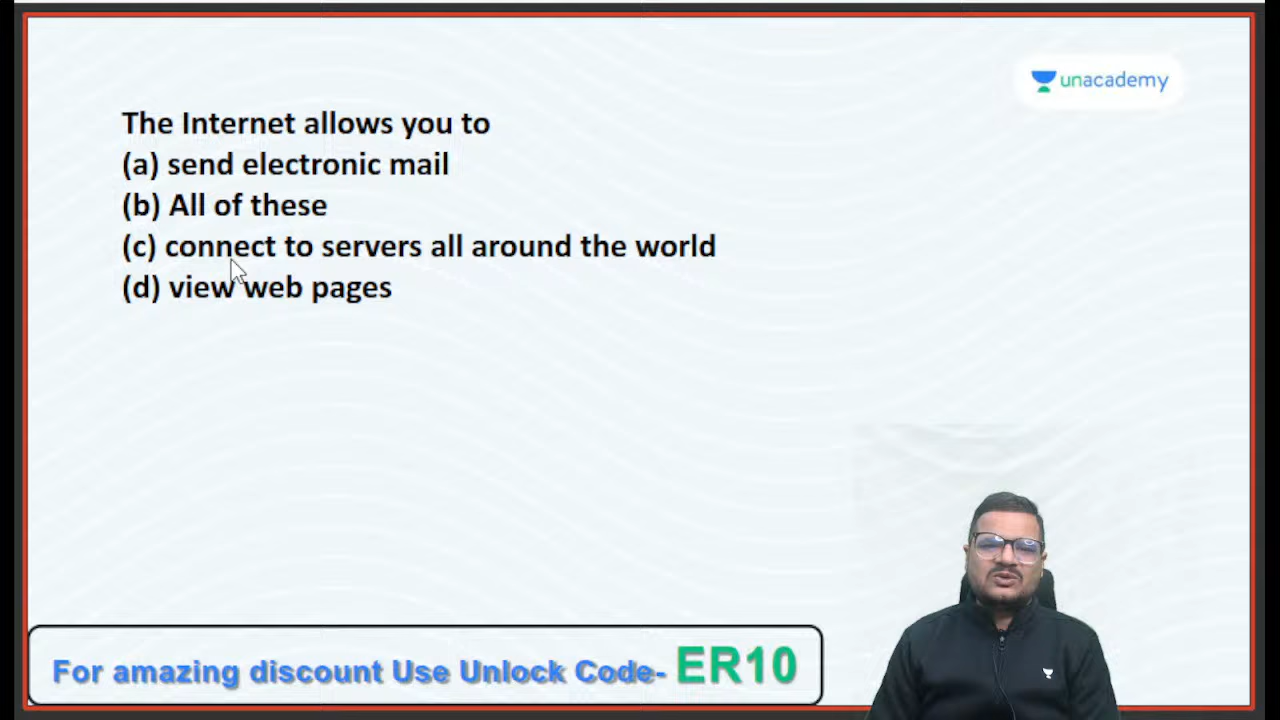 unacademy
The Internet allows you to
(a) send electronic mail
(b) All of these
(c) connect to servers all around the world
(d) view web pages
For amazing discount Use Unlock Code- ER10